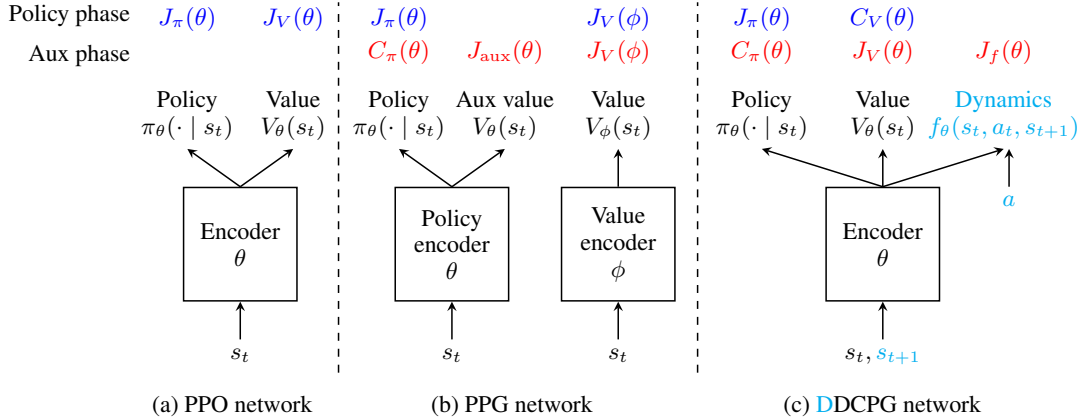 Policy phase J_π(θ) J_V(θ) J_π(θ) J_V(ϕ) J_π(θ) C_V(θ)
Aux phase C_π(θ) J_aux(θ) J_V(ϕ) C_π(θ) J_V(θ) J_f(θ)
Policy Value Policy Aux value Value Policy Value Dynamics
π_θ(· | s_t) V_θ(s_t) π_θ(· | s_t) V_θ(s_t) V_ϕ(s_t) π_θ(· | s_t) V_θ(s_t) f_θ(s_t, a_t, s_{t+1})
a
Encoder
θ
Policy
encoder
θ
Value
encoder
ϕ
Encoder
θ
s_t s_t s_t s_t, s_{t+1}
(a) PPO network (b) PPG network (c) DDCPG network